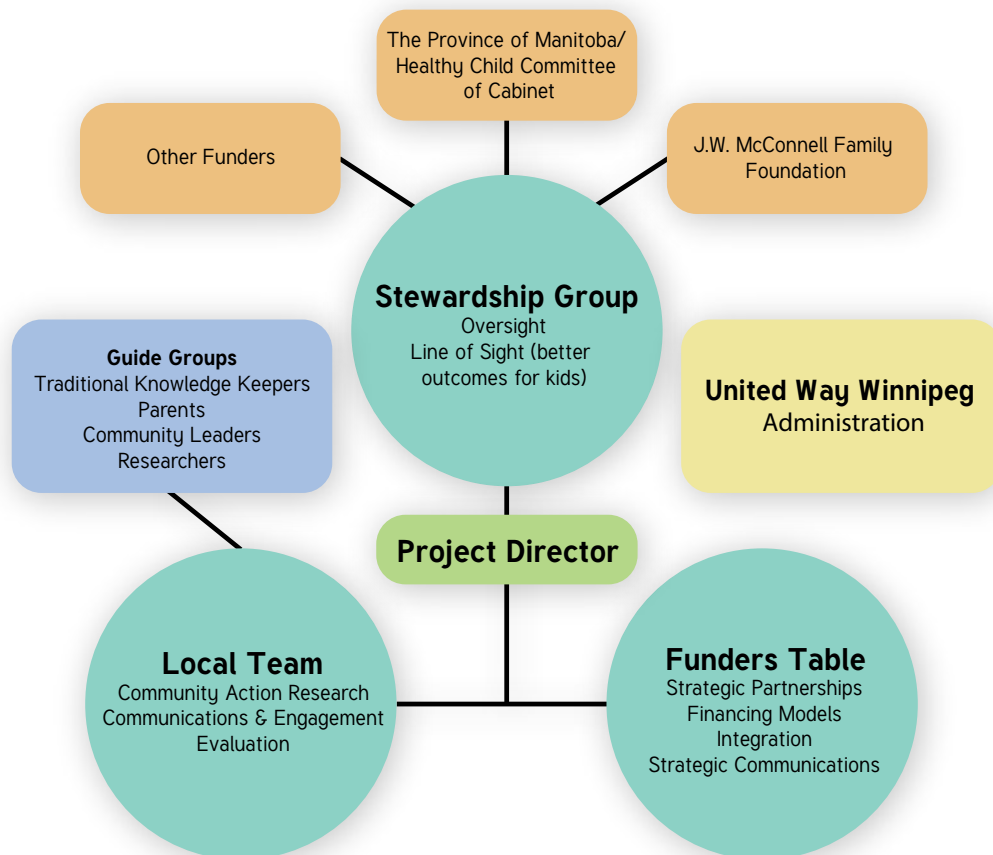 The Province of Manitoba/
Healthy Child Committee
of Cabinet
Other Funders
J.W. McConnell Family
Foundation
Stewardship Group
Oversight
Line of Sight (better
outcomes for kids)
Guide Groups
Traditional Knowledge Keepers
Parents
Community Leaders
Researchers
United Way Winnipeg
Administration
Project Director
Local Team
Community Action Research
Communications & Engagement
Evaluation
Funders Table
Strategic Partnerships
Financing Models
Integration
Strategic Communications